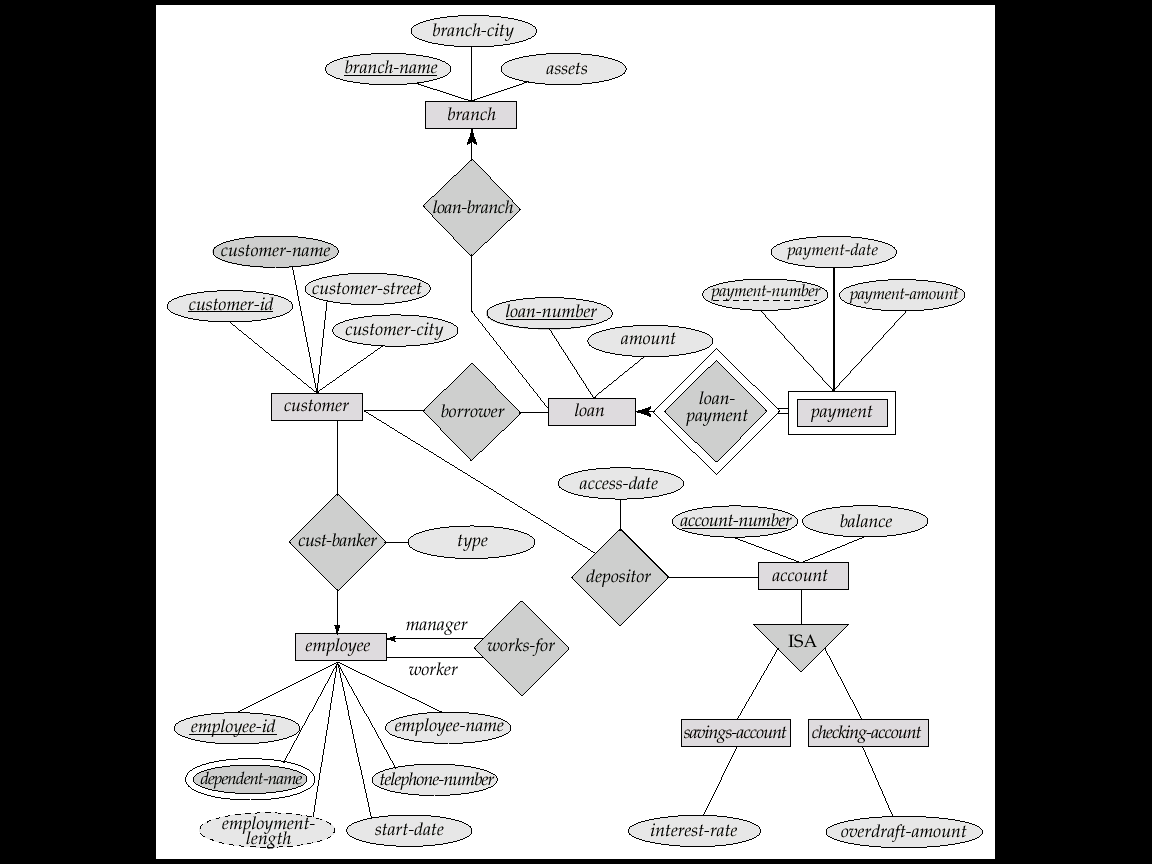 branch-city
branch-name
assets
branch
loan-branch
customer-name
payment-date
customer-street
customer-id
payment-number
payment-amount
loan-number
customer-city
amount
customer
borrower
loan
loan-
payment
payment
access-date
account-number
balance
cust-banker
type
depositor
account
manager
employee
works-for
worker
ISA
employee-id
employee-name
savings-account
checking-account
dependent-name
telephone-number
employment-
length
start-date
interest-rate
overdraft-amount